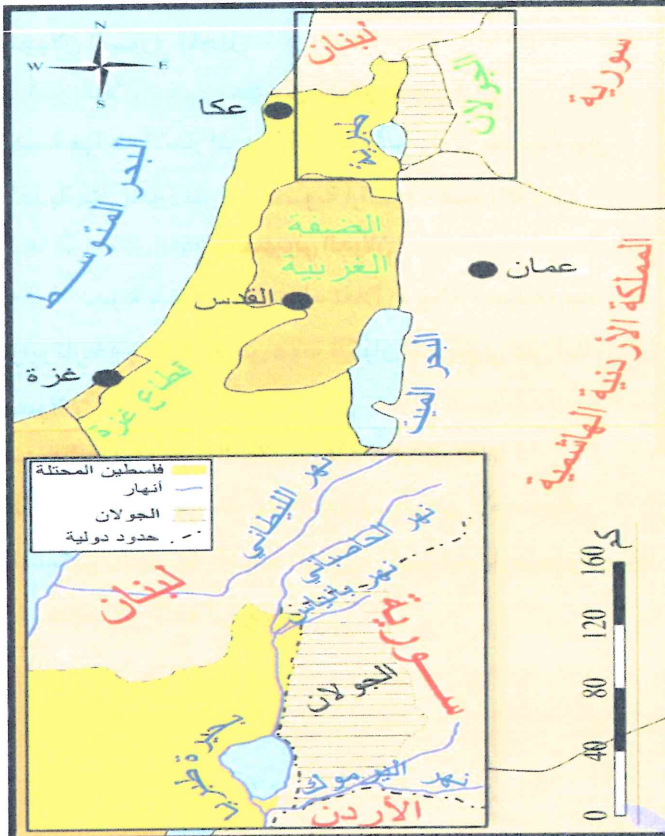 N
W E
S
لبنان
سورية
الجولان
عكا
طبرية
البحر المتوسط
الضفة
الغربية
عمان
القدس
المملكة الأردنية الهاشمية
البحر الميت
غزة
قطاع غزة
فلسطين المحتلة
أنهار
الجولان
حدود دولية
نهر الليطاني
نهر الحاصباني
نهر بانياس
لبنان
سورية
الجولان
بحيرة طبريا
نهر اليرموك
الأردن
كم
160
120
80
40
0